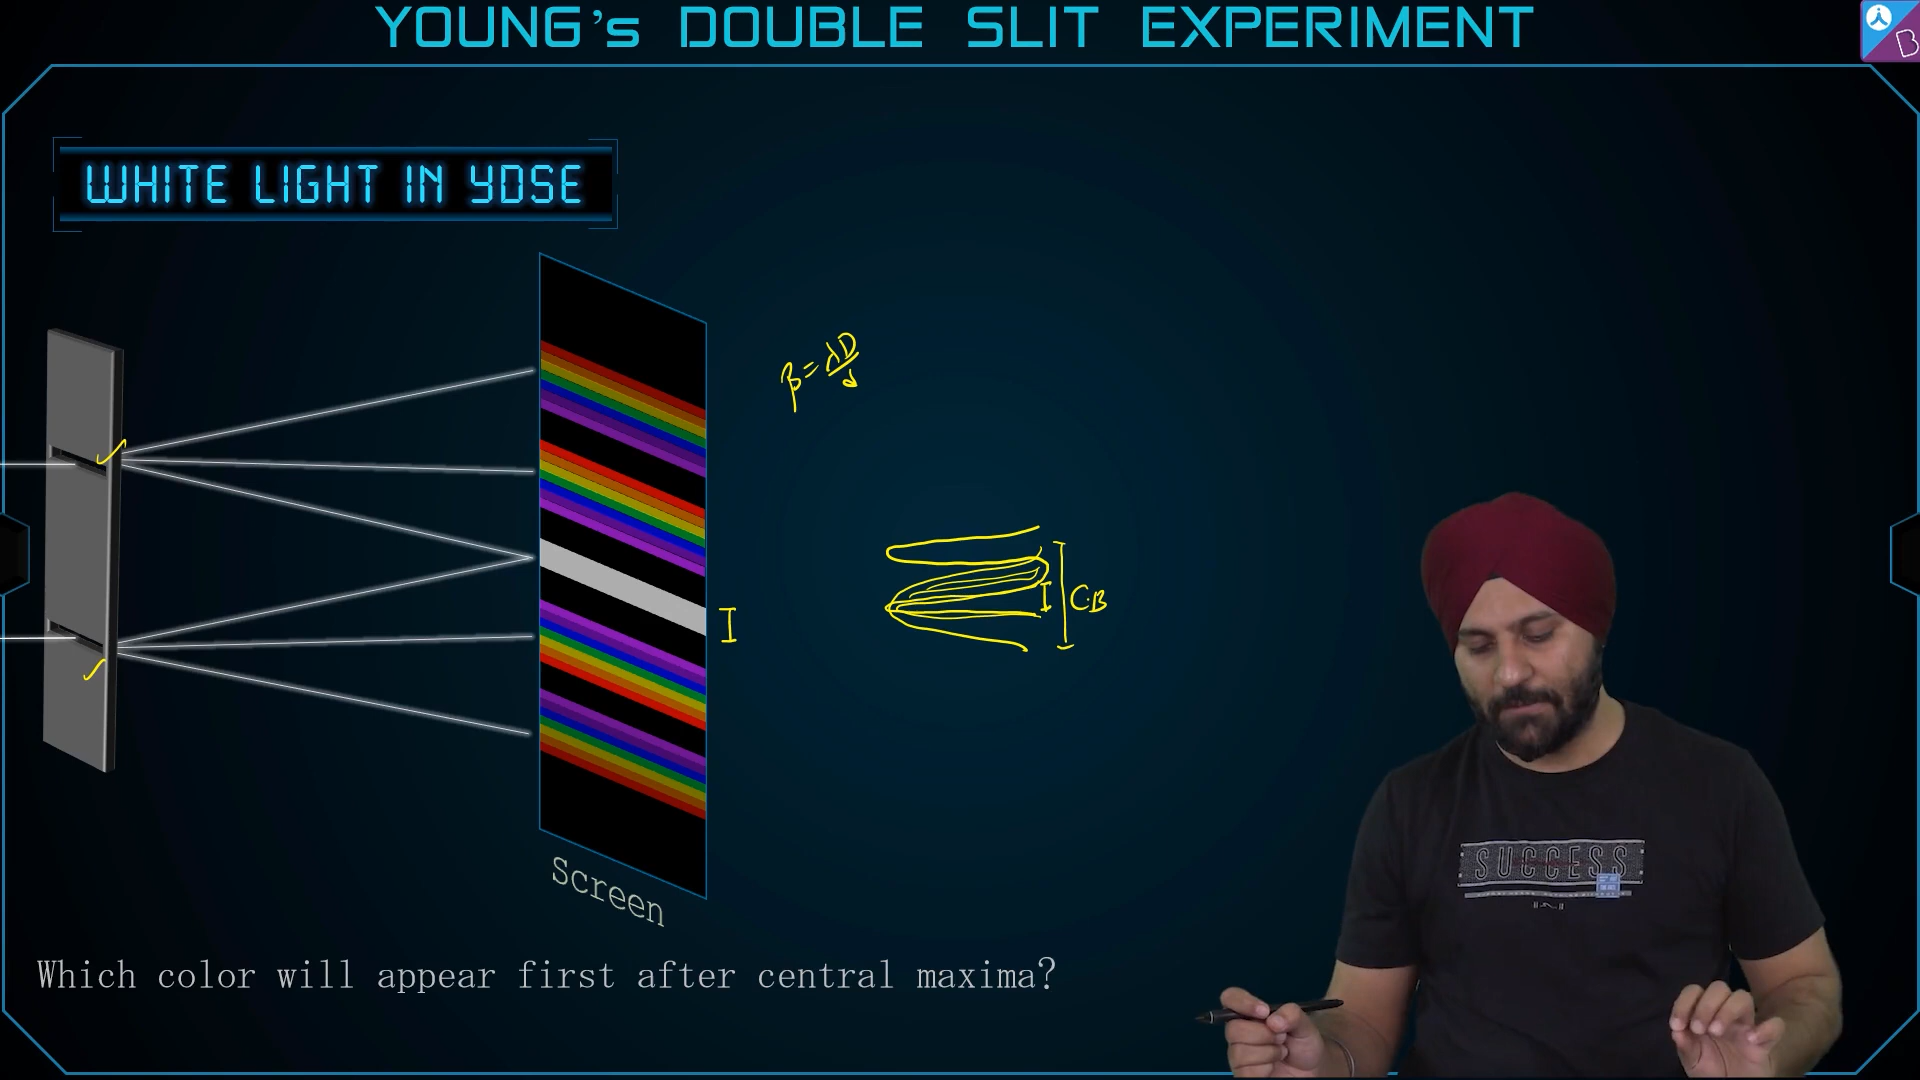 YOUNG's DOUBLE SLIT EXPERIMENT
B
WHITE LIGHT IN YDSE
β = λD/d
I
I C.B
Screen
SUCCESS
Which color will appear first after central maxima?